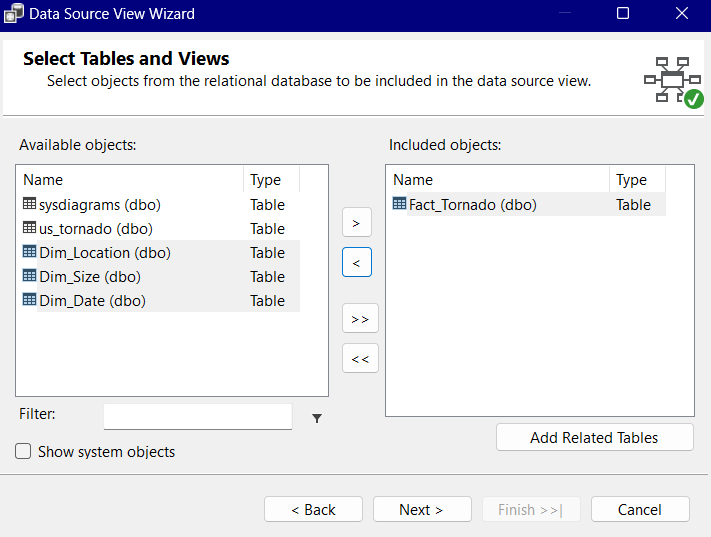 Data Source View Wizard
Select Tables and Views
Select objects from the relational database to be included in the data source view.
Available objects:
Name Type
sysdiagrams (dbo) Table
us_tornado (dbo) Table
Dim_Location (dbo) Table
Dim_Size (dbo) Table
Dim_Date (dbo) Table
>
<
>>
<<
Included objects:
Name Type
Fact_Tornado (dbo) Table
Filter:
Show system objects
Add Related Tables
< Back
Next >
Finish >>|
Cancel